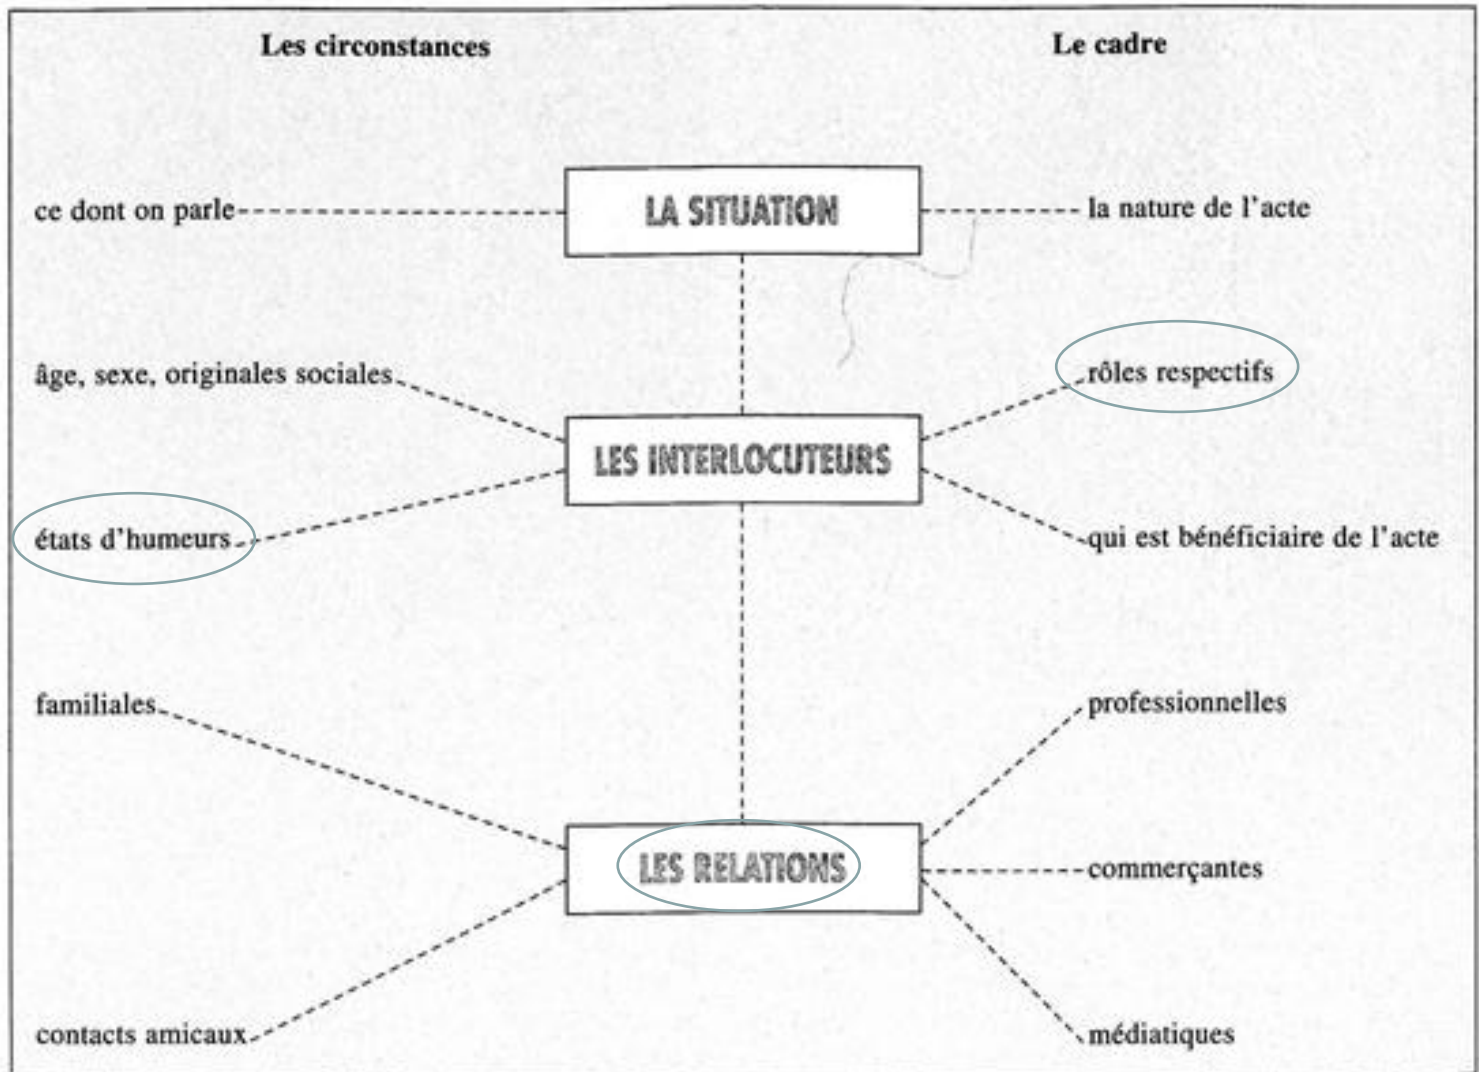 Les circonstances
Le cadre
LA SITUATION
ce dont on parle
la nature de l'acte
âge, sexe, originales sociales
rôles respectifs
LES INTERLOCUTEURS
états d'humeurs
qui est bénéficiaire de l'acte
familiales
professionnelles
LES RELATIONS
commerçantes
contacts amicaux
médiatiques